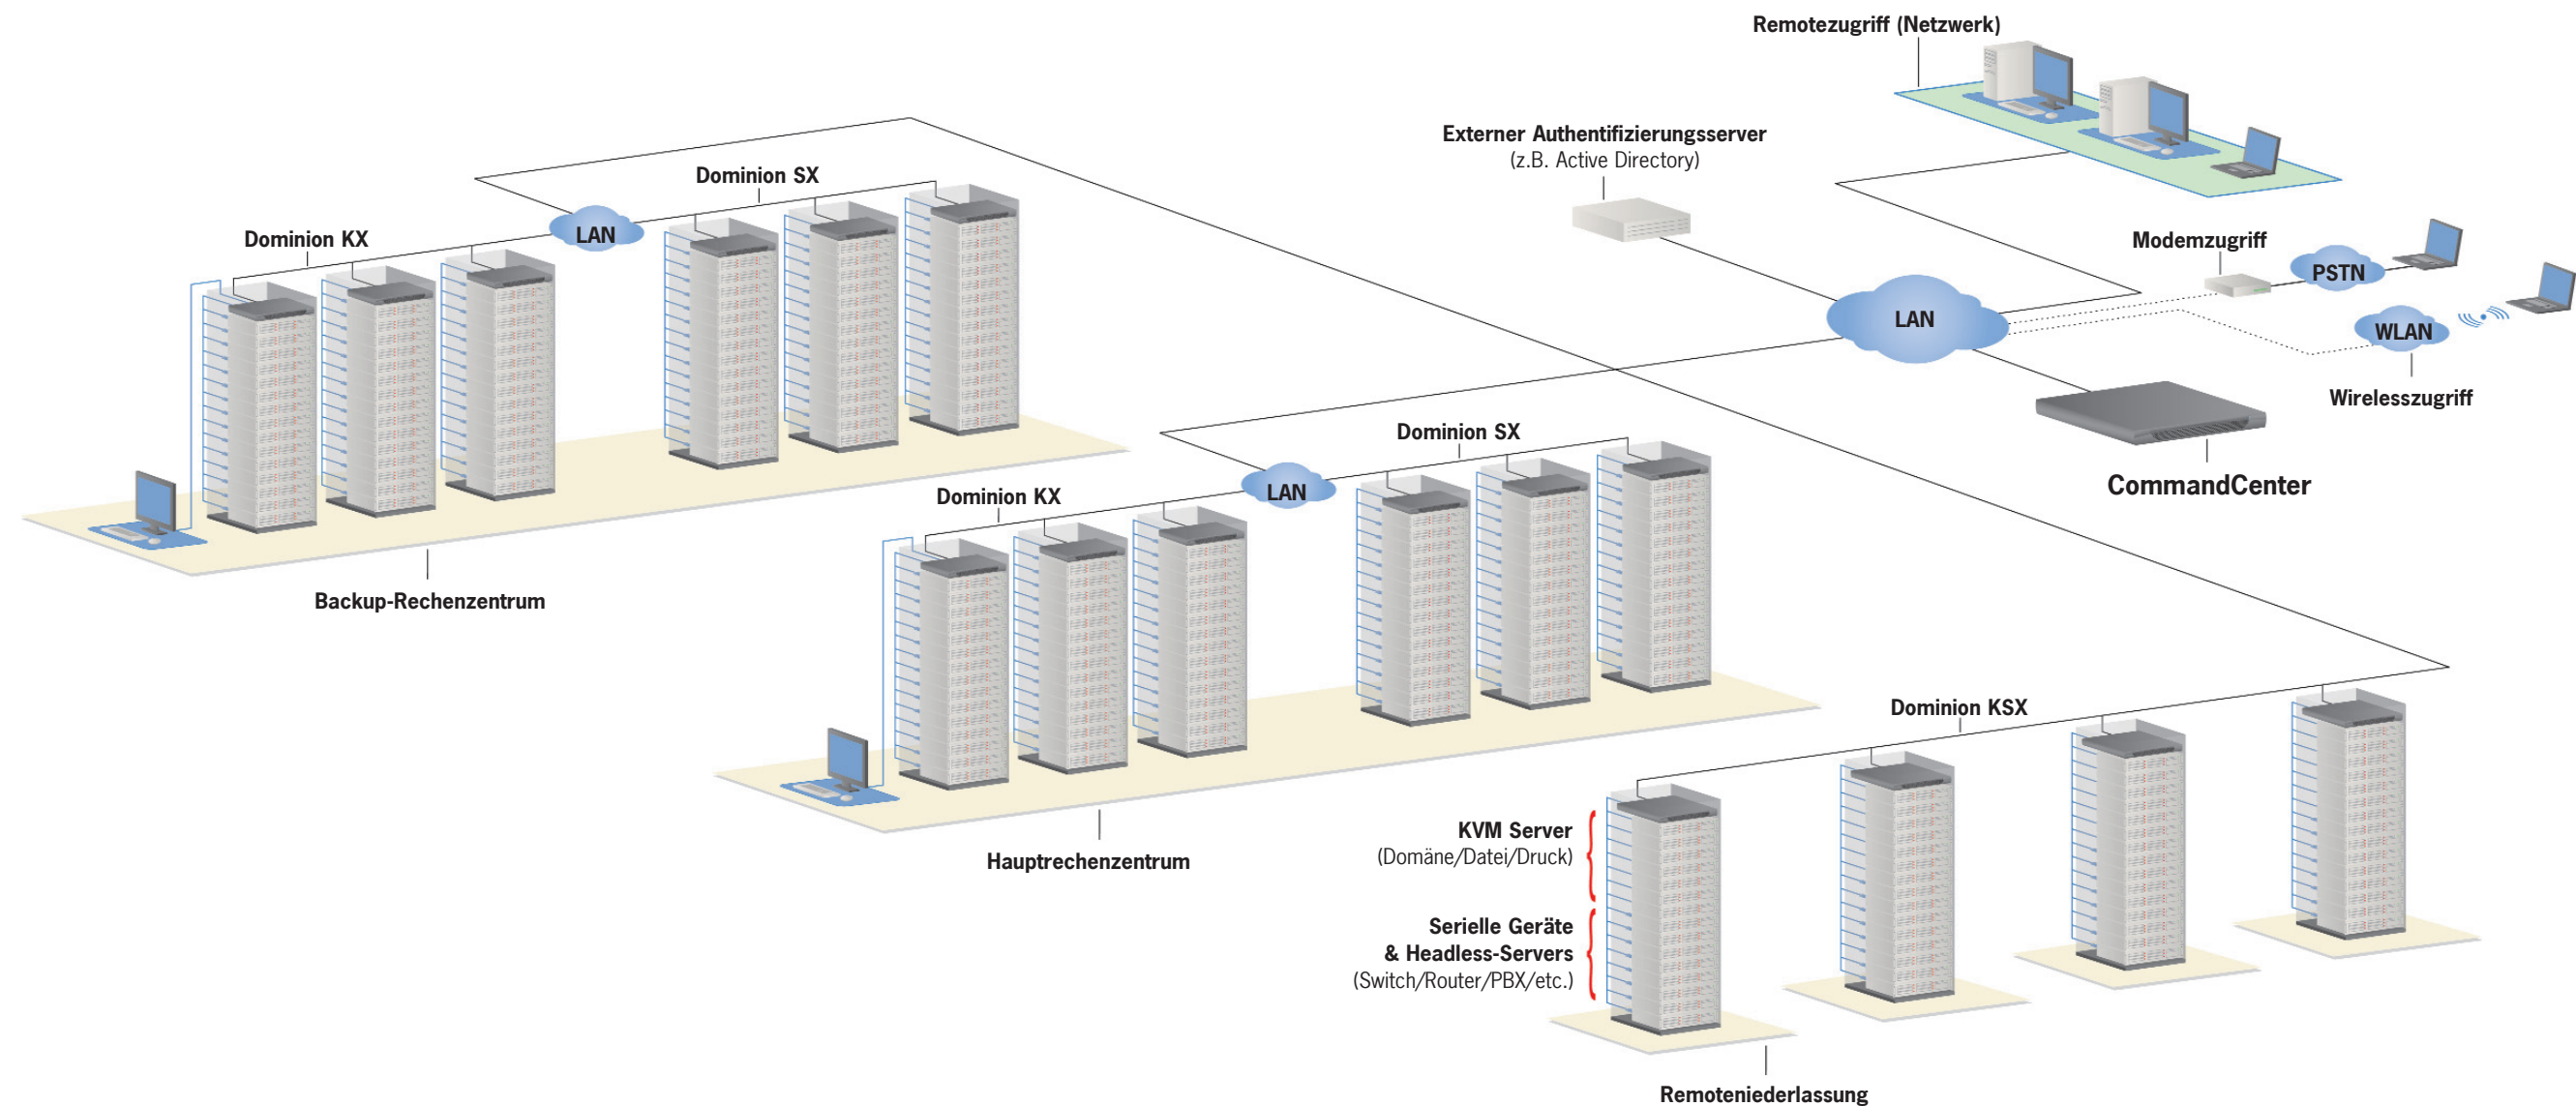 Remotezugriff (Netzwerk)
Externer Authentifizierungsserver
(z.B. Active Directory)
Dominion SX
Dominion KX
LAN
Modemzugriff
PSTN
LAN
WLAN
Wirelesszugriff
Dominion SX
CommandCenter
LAN
Dominion KX
Backup-Rechenzentrum
Dominion KSX
KVM Server
(Domäne/Datei/Druck)
Hauptrechenzentrum
Serielle Geräte
& Headless-Servers
(Switch/Router/PBX/etc.)
Remoteniederlassung